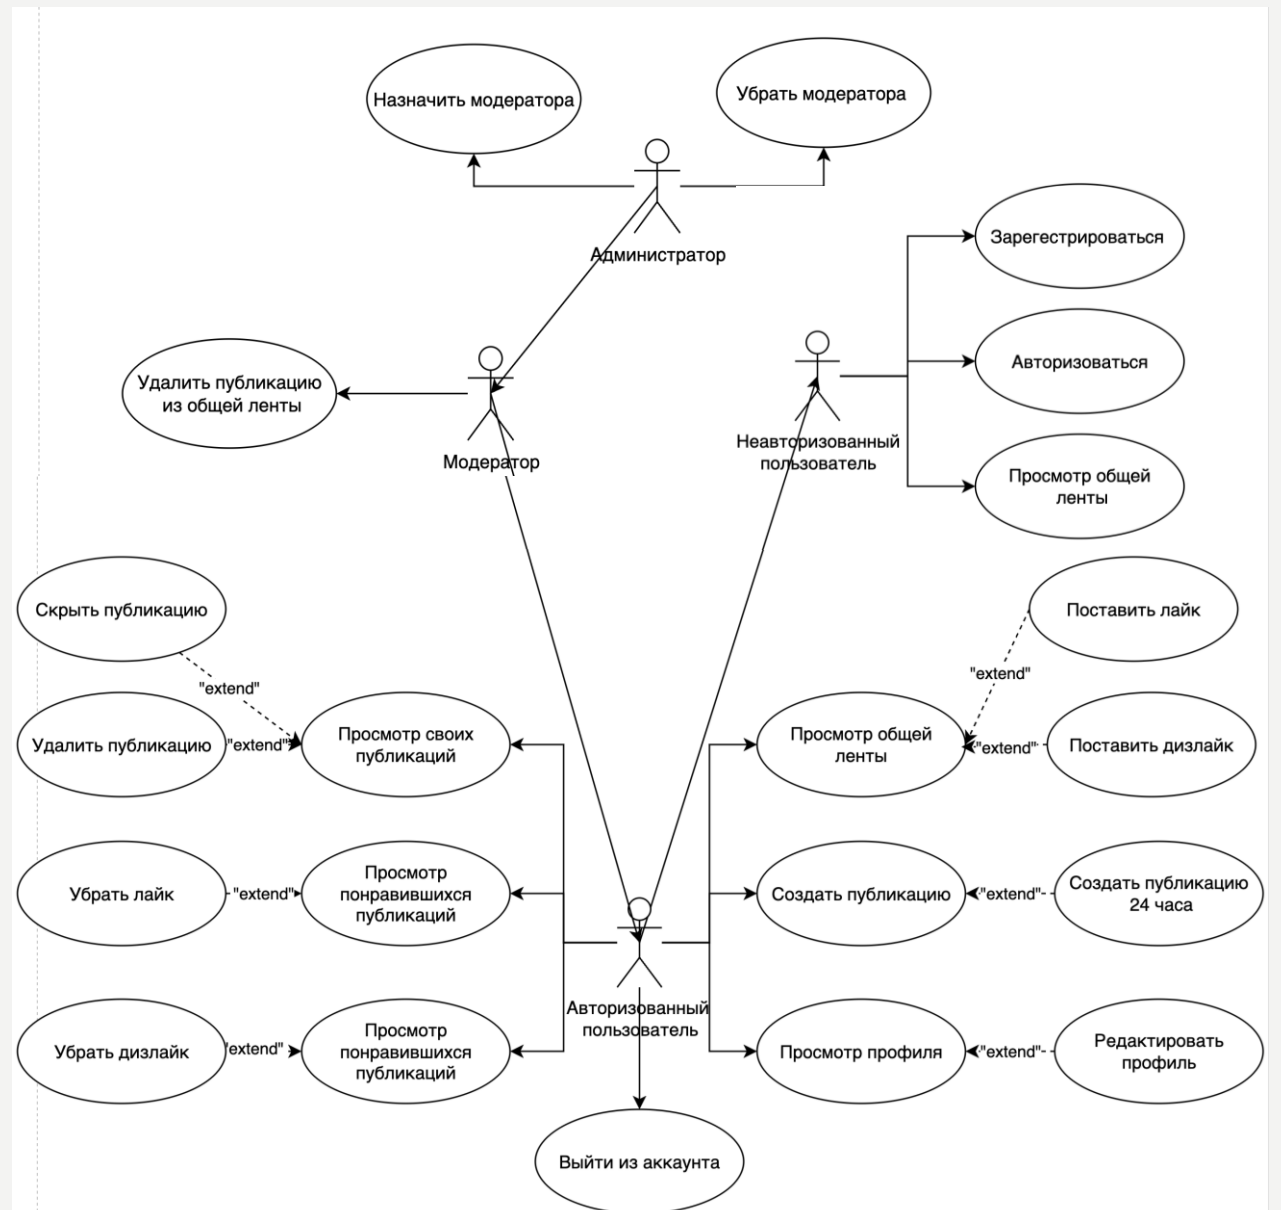 Назначить модератора
Убрать модератора
Администратор
Зарегестрироваться
Авторизоваться
Удалить публикацию
из общей ленты
Модератор
Неавторизованный
пользователь
Просмотр общей
ленты
Скрыть публикацию
Поставить лайк
"extend"
"extend"
Удалить публикацию
"extend"
Просмотр своих
публикаций
Просмотр общей
ленты
"extend"
Поставить дизлайк
Убрать лайк
"extend"
Просмотр
понравившихся
публикаций
Создать публикацию
"extend"
Создать публикацию
24 часа
Авторизованный
пользователь
Убрать дизлайк
"extend"
Просмотр
понравившихся
публикаций
Просмотр профиля
"extend"
Редактировать
профиль
Выйти из аккаунта